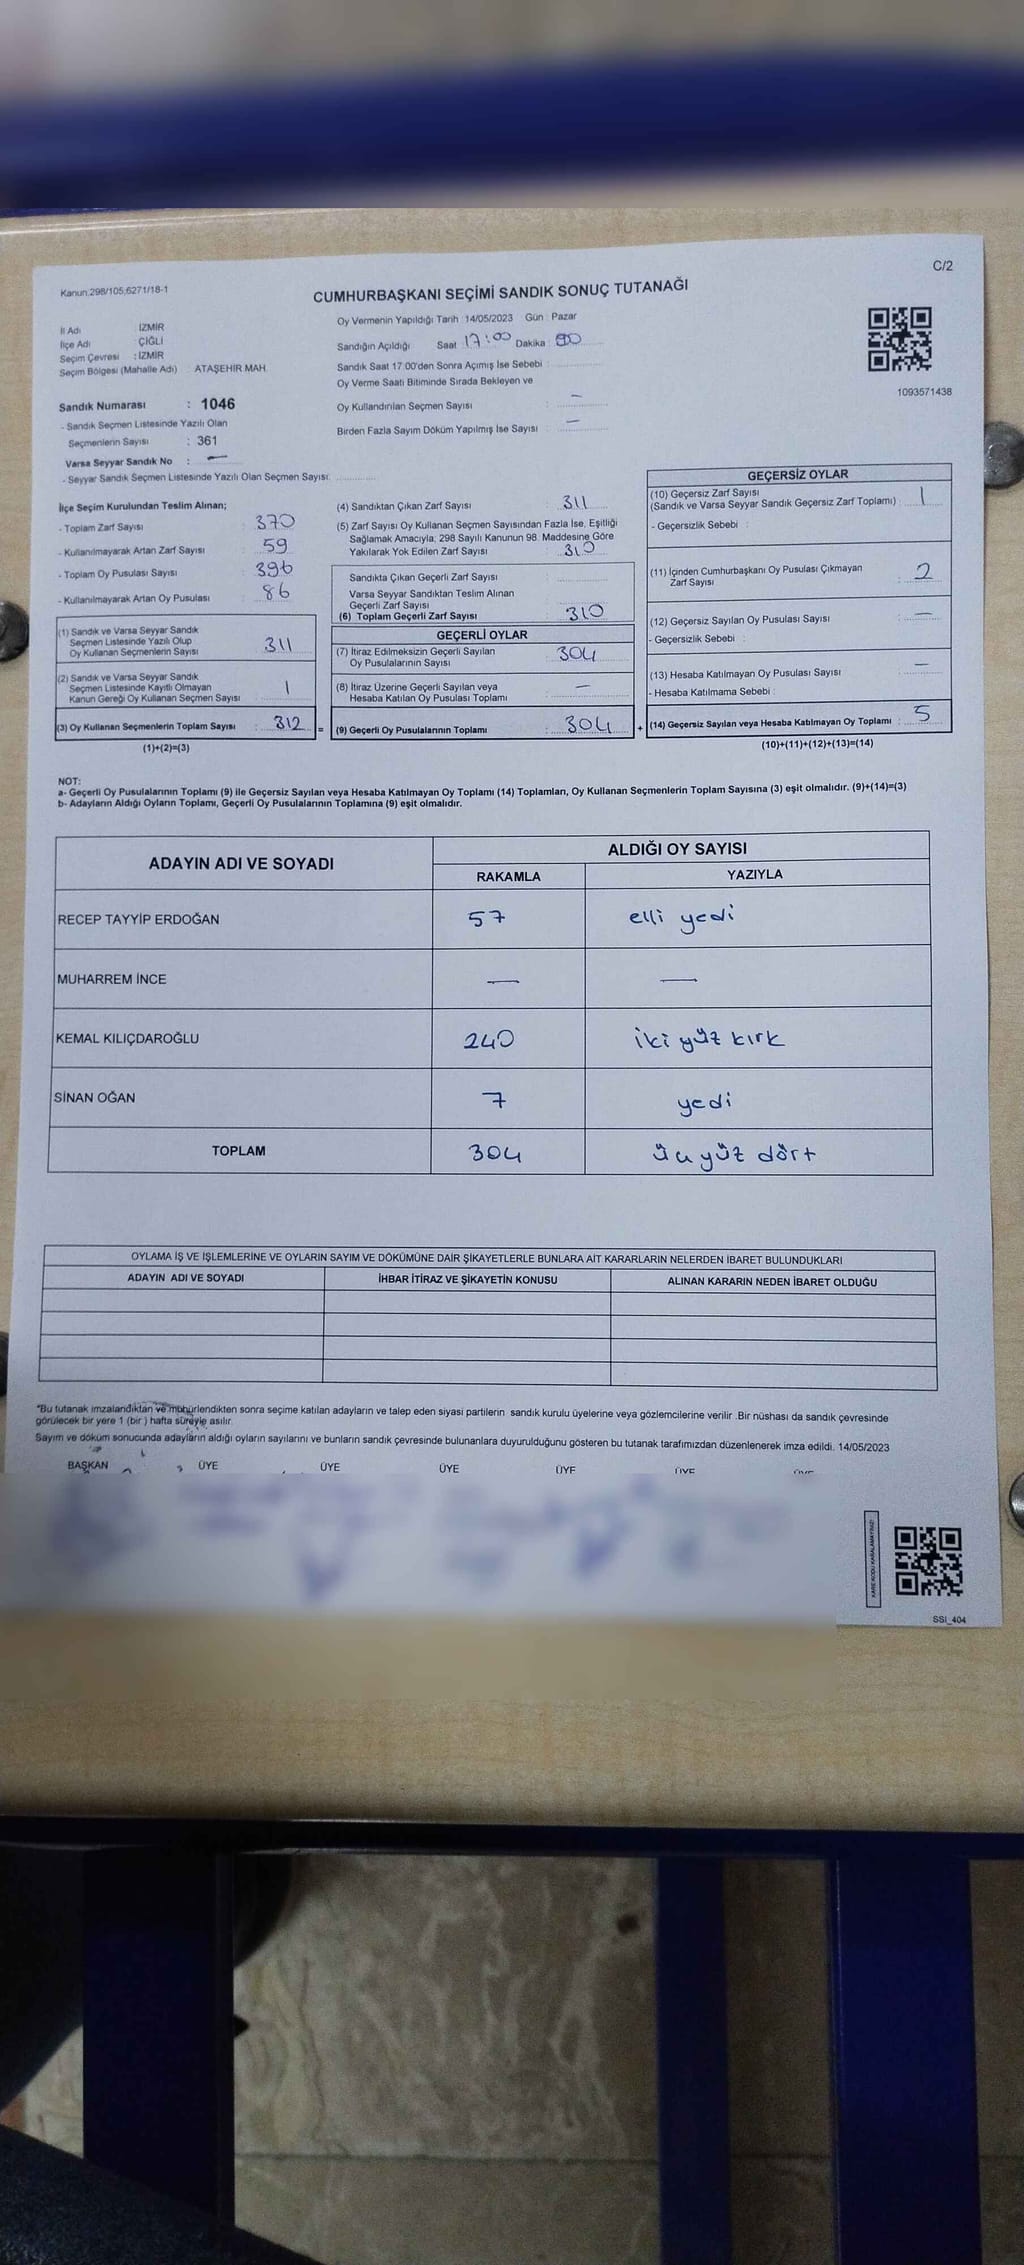 C/2
Kanun:298/105,6271/18-1
CUMHURBAŞKANI SEÇİMİ SANDIK SONUÇ TUTANAĞI
İl Adı : İZMİR
İlçe Adı : ÇİĞLİ
Seçim Çevresi : İZMİR
Seçim Bölgesi (Mahalle Adı) : ATAŞEHİR MAH.
Sandık Numarası : 1046
- Sandık Seçmen Listesinde Yazılı Olan
Seçmenlerin Sayısı : 361
Varsa Seyyar Sandık No : —
- Seyyar Sandık Seçmen Listesinde Yazılı Olan Seçmen Sayısı:
Oy Vermenin Yapıldığı Tarih :14/05/2023 Gün : Pazar
Sandığın Açıldığı Saat 17:00 Dakika :
Sandık Saat 17:00'den Sonra Açımış İse Sebebi :
Oy Verme Saati Bitiminde Sırada Bekleyen ve
Oy Kullandırılan Seçmen Sayısı : —
Birden Fazla Sayım Döküm Yapılmış İse Sayısı : —
1093571438
İlçe Seçim Kurulundan Teslim Alınan;
- Toplam Zarf Sayısı : 370
- Kullanılmayarak Artan Zarf Sayısı : 59
- Toplam Oy Pusulası Sayısı : 396
- Kullanılmayarak Artan Oy Pusulası : 86
(1) Sandık ve Varsa Seyyar Sandık
Seçmen Listesinde Yazılı Olup
Oy Kullanan Seçmenlerin Sayısı : 311
(2) Sandık ve Varsa Seyyar Sandık
Seçmen Listesinde Kayıtlı Olmayan
Kanun Gereği Oy Kullanan Seçmen Sayısı : 1
(3) Oy Kullanan Seçmenlerin Toplam Sayısı : 312 =
(1)+(2)=(3)
(4) Sandıktan Çıkan Zarf Sayısı : 311
(5) Zarf Sayısı Oy Kullanan Seçmen Sayısından Fazla İse, Eşitliği
Sağlamak Amacıyla, 298 Sayılı Kanunun 98. Maddesine Göre
Yakılarak Yok Edilen Zarf Sayısı : 310
Sandıkta Çıkan Geçerli Zarf Sayısı :
Varsa Seyyar Sandıktan Teslim Alınan
Geçerli Zarf Sayısı
(6) Toplam Geçerli Zarf Sayısı : 310
GEÇERLİ OYLAR
(7) İtiraz Edilmeksizin Geçerli Sayılan
Oy Pusulalarının Sayısı : 304
(8) İtiraz Üzerine Geçerli Sayılan veya
Hesaba Katılan Oy Pusulası Toplamı : —
(9) Geçerli Oy Pusulalarının Toplamı : 304 +
GEÇERSİZ OYLAR
(10) Geçersiz Zarf Sayısı
(Sandık ve Varsa Seyyar Sandık Geçersiz Zarf Toplamı) : 1
- Geçersizlik Sebebi :
(11) İçinden Cumhurbaşkanı Oy Pusulası Çıkmayan
Zarf Sayısı : 2
(12) Geçersiz Sayılan Oy Pusulası Sayısı : —
- Geçersizlik Sebebi :
(13) Hesaba Katılmayan Oy Pusulası Sayısı : —
- Hesaba Katılmama Sebebi :
(14) Geçersiz Sayılan veya Hesaba Katılmayan Oy Toplamı : 5
(10)+(11)+(12)+(13)=(14)
NOT:
a- Geçerli Oy Pusulalarının Toplamı (9) ile Geçersiz Sayılan veya Hesaba Katılmayan Oy Toplamı (14) Toplamları, Oy Kullanan Seçmenlerin Toplam Sayısına (3) eşit olmalıdır. (9)+(14)=(3)
b- Adayların Aldığı Oyların Toplamı, Geçerli Oy Pusulalarının Toplamına (9) eşit olmalıdır.
ADAYIN ADI VE SOYADI
ALDIĞI OY SAYISI
RAKAMLA YAZIYLA
RECEP TAYYİP ERDOĞAN 57 elli yedi
MUHARREM İNCE — —
KEMAL KILIÇDAROĞLU 240 iki yüz kırk
SİNAN OĞAN 7 yedi
TOPLAM 304 üç yüz dört
OYLAMA İŞ VE İŞLEMLERİNE VE OYLARIN SAYIM VE DÖKÜMÜNE DAİR ŞİKAYETLERLE BUNLARA AİT KARARLARIN NELERDEN İBARET BULUNDUKLARI
ADAYIN ADI VE SOYADI İHBAR İTİRAZ VE ŞİKAYETİN KONUSU ALINAN KARARIN NEDEN İBARET OLDUĞU
"Bu tutanak imzalandıktan ve mühürlendikten sonra seçime katılan adayların ve talep eden siyasi partilerin sandık kurulu üyelerine veya gözlemcilerine verilir .Bir nüshası da sandık çevresinde
görülecek bir yere 1 (bir ) hafta süreyle asılır.
Sayım ve döküm sonucunda adayların aldığı oyların sayılarını ve bunların sandık çevresinde bulunanlara duyurulduğunu gösteren bu tutanak tarafımızdan düzenlenerek imza edildi. 14/05/2023
BAŞKAN ÜYE ÜYE ÜYE ÜYE ÜYE ÜYE
KARE KODU KARALAMAYINIZ!
SSİ_404